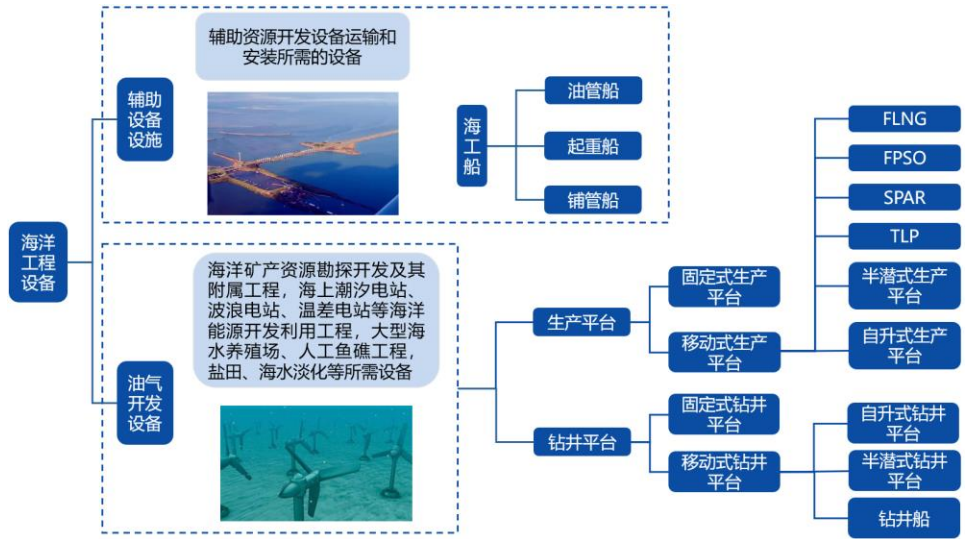 海洋
工程
设备
辅助
设备
设施
辅助资源开发设备运输和
安装所需的设备
海
工
船
油管船
起重船
铺管船
油气
开发
设备
海洋矿产资源勘探开发及其
附属工程，海上潮汐电站、
波浪电站、温差电站等海洋
能源开发利用工程，大型海
水养殖场、人工鱼礁工程，
盐田、海水淡化等所需设备
生产平台
固定式生产
平台
移动式生产
平台
FLNG
FPSO
SPAR
TLP
半潜式生产
平台
自升式生产
平台
钻井平台
固定式钻井
平台
移动式钻井
平台
自升式钻井
平台
半潜式钻井
平台
钻井船